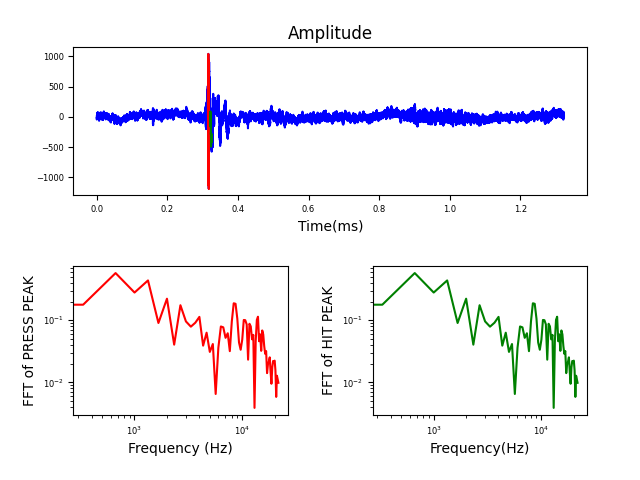 Amplitude
1000
500
0
−500
−1000
0.0 0.2 0.4 0.6 0.8 1.0 1.2
Time(ms)
FFT of PRESS PEAK
10⁻¹
10⁻²
10³ 10⁴
Frequency (Hz)
FFT of HIT PEAK
10⁻¹
10⁻²
10³ 10⁴
Frequency(Hz)